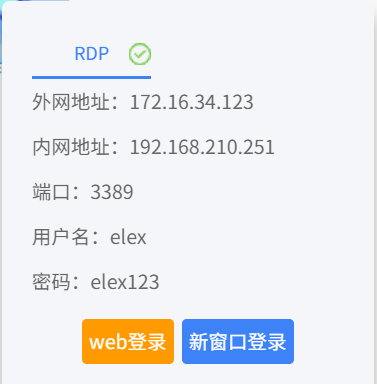 RDP
外网地址：172.16.34.123
内网地址：192.168.210.251
端口：3389
用户名：elex
密码：elex123
web登录 新窗口登录